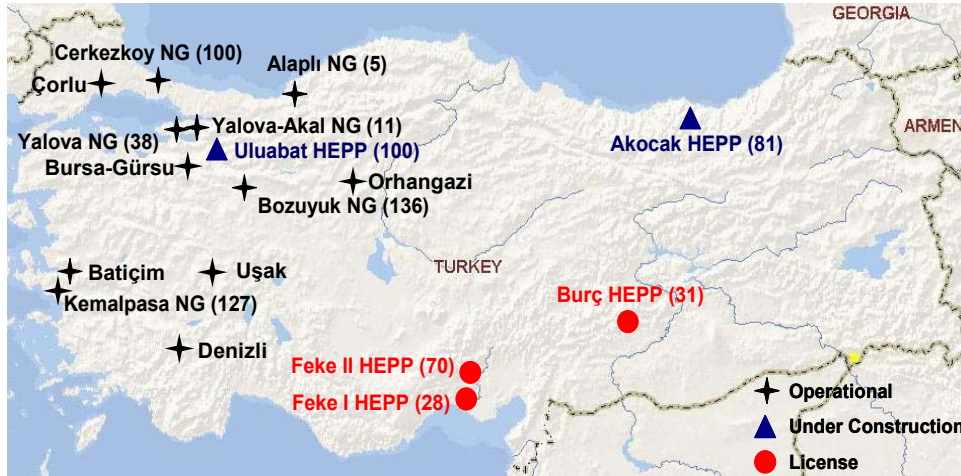 GEORGIA
Cerkezkoy NG (100)
Alaplı NG (5)
Çorlu
Yalova-Akal NG (11)
Akocak HEPP (81)
ARMEN
Yalova NG (38)
Uluabat HEPP (100)
Bursa-Gürsu
Orhangazi
Bozuyuk NG (136)
Batiçim
Uşak
TURKEY
Kemalpasa NG (127)
Burç HEPP (31)
Denizli
Feke II HEPP (70)
Feke I HEPP (28)
Operational
Under Construction
License